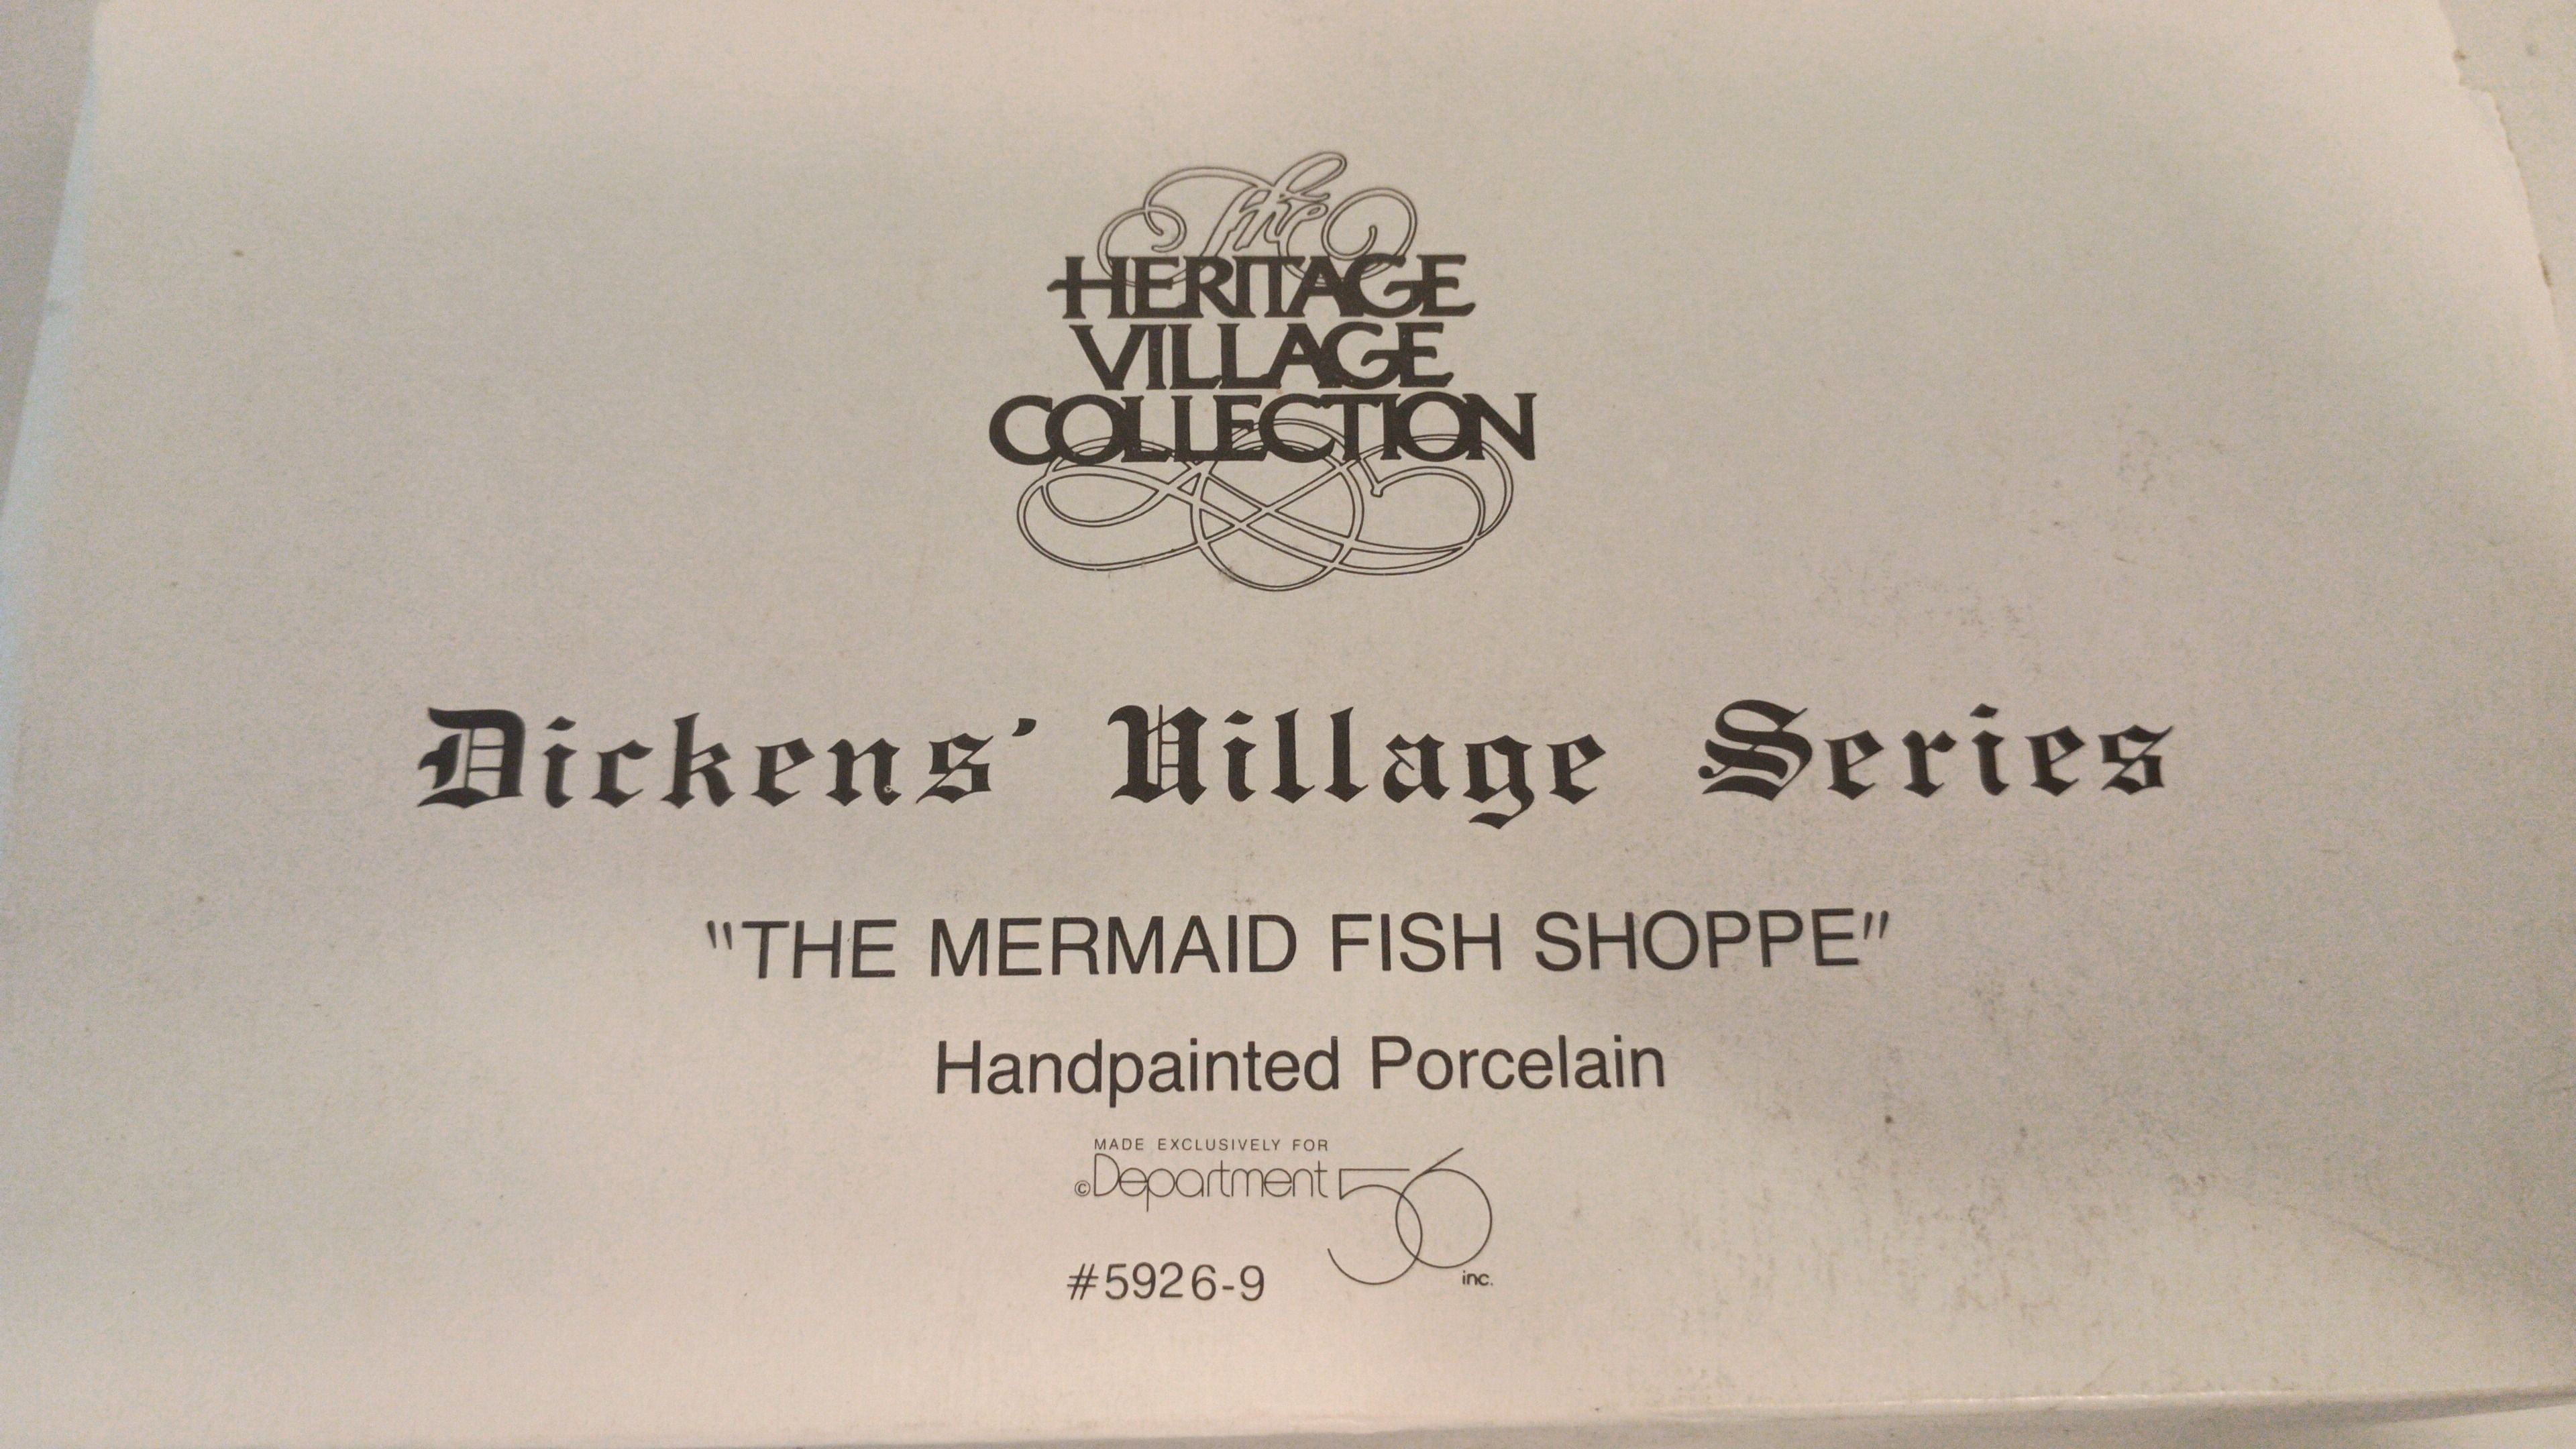 The
HERITAGE
VILLAGE
COLLECTION
Dickens' Village Series
"THE MERMAID FISH SHOPPE"
Handpainted Porcelain
MADE EXCLUSIVELY FOR
©Department 56
inc.
#5926-9